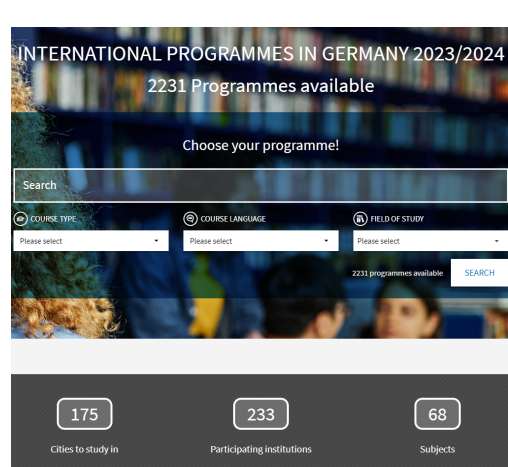 INTERNATIONAL PROGRAMMES IN GERMANY 2023/2024
2231 Programmes available
Choose your programme!
Search
COURSE TYPE
COURSE LANGUAGE
FIELD OF STUDY
Please select
Please select
Please select
2231 programmes available
SEARCH
175
233
68
Cities to study in
Participating institutions
Subjects